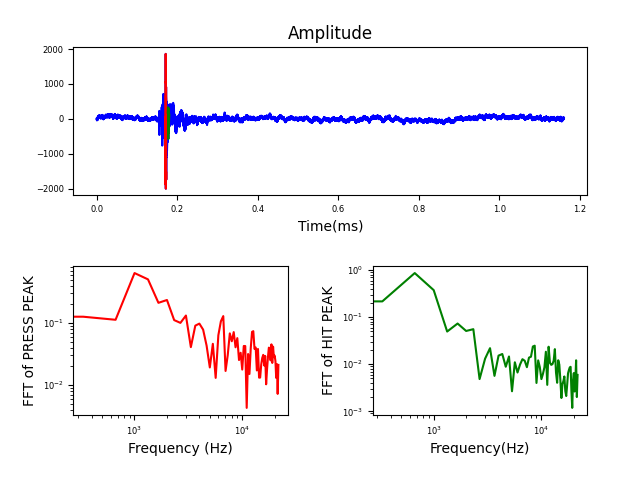 Amplitude
2000
1000
0
−1000
−2000
0.0 0.2 0.4 0.6 0.8 1.0 1.2
Time(ms)
FFT of PRESS PEAK
10⁻¹
10⁻²
10³ 10⁴
Frequency (Hz)
FFT of HIT PEAK
10⁰
10⁻¹
10⁻²
10⁻³
10³ 10⁴
Frequency(Hz)